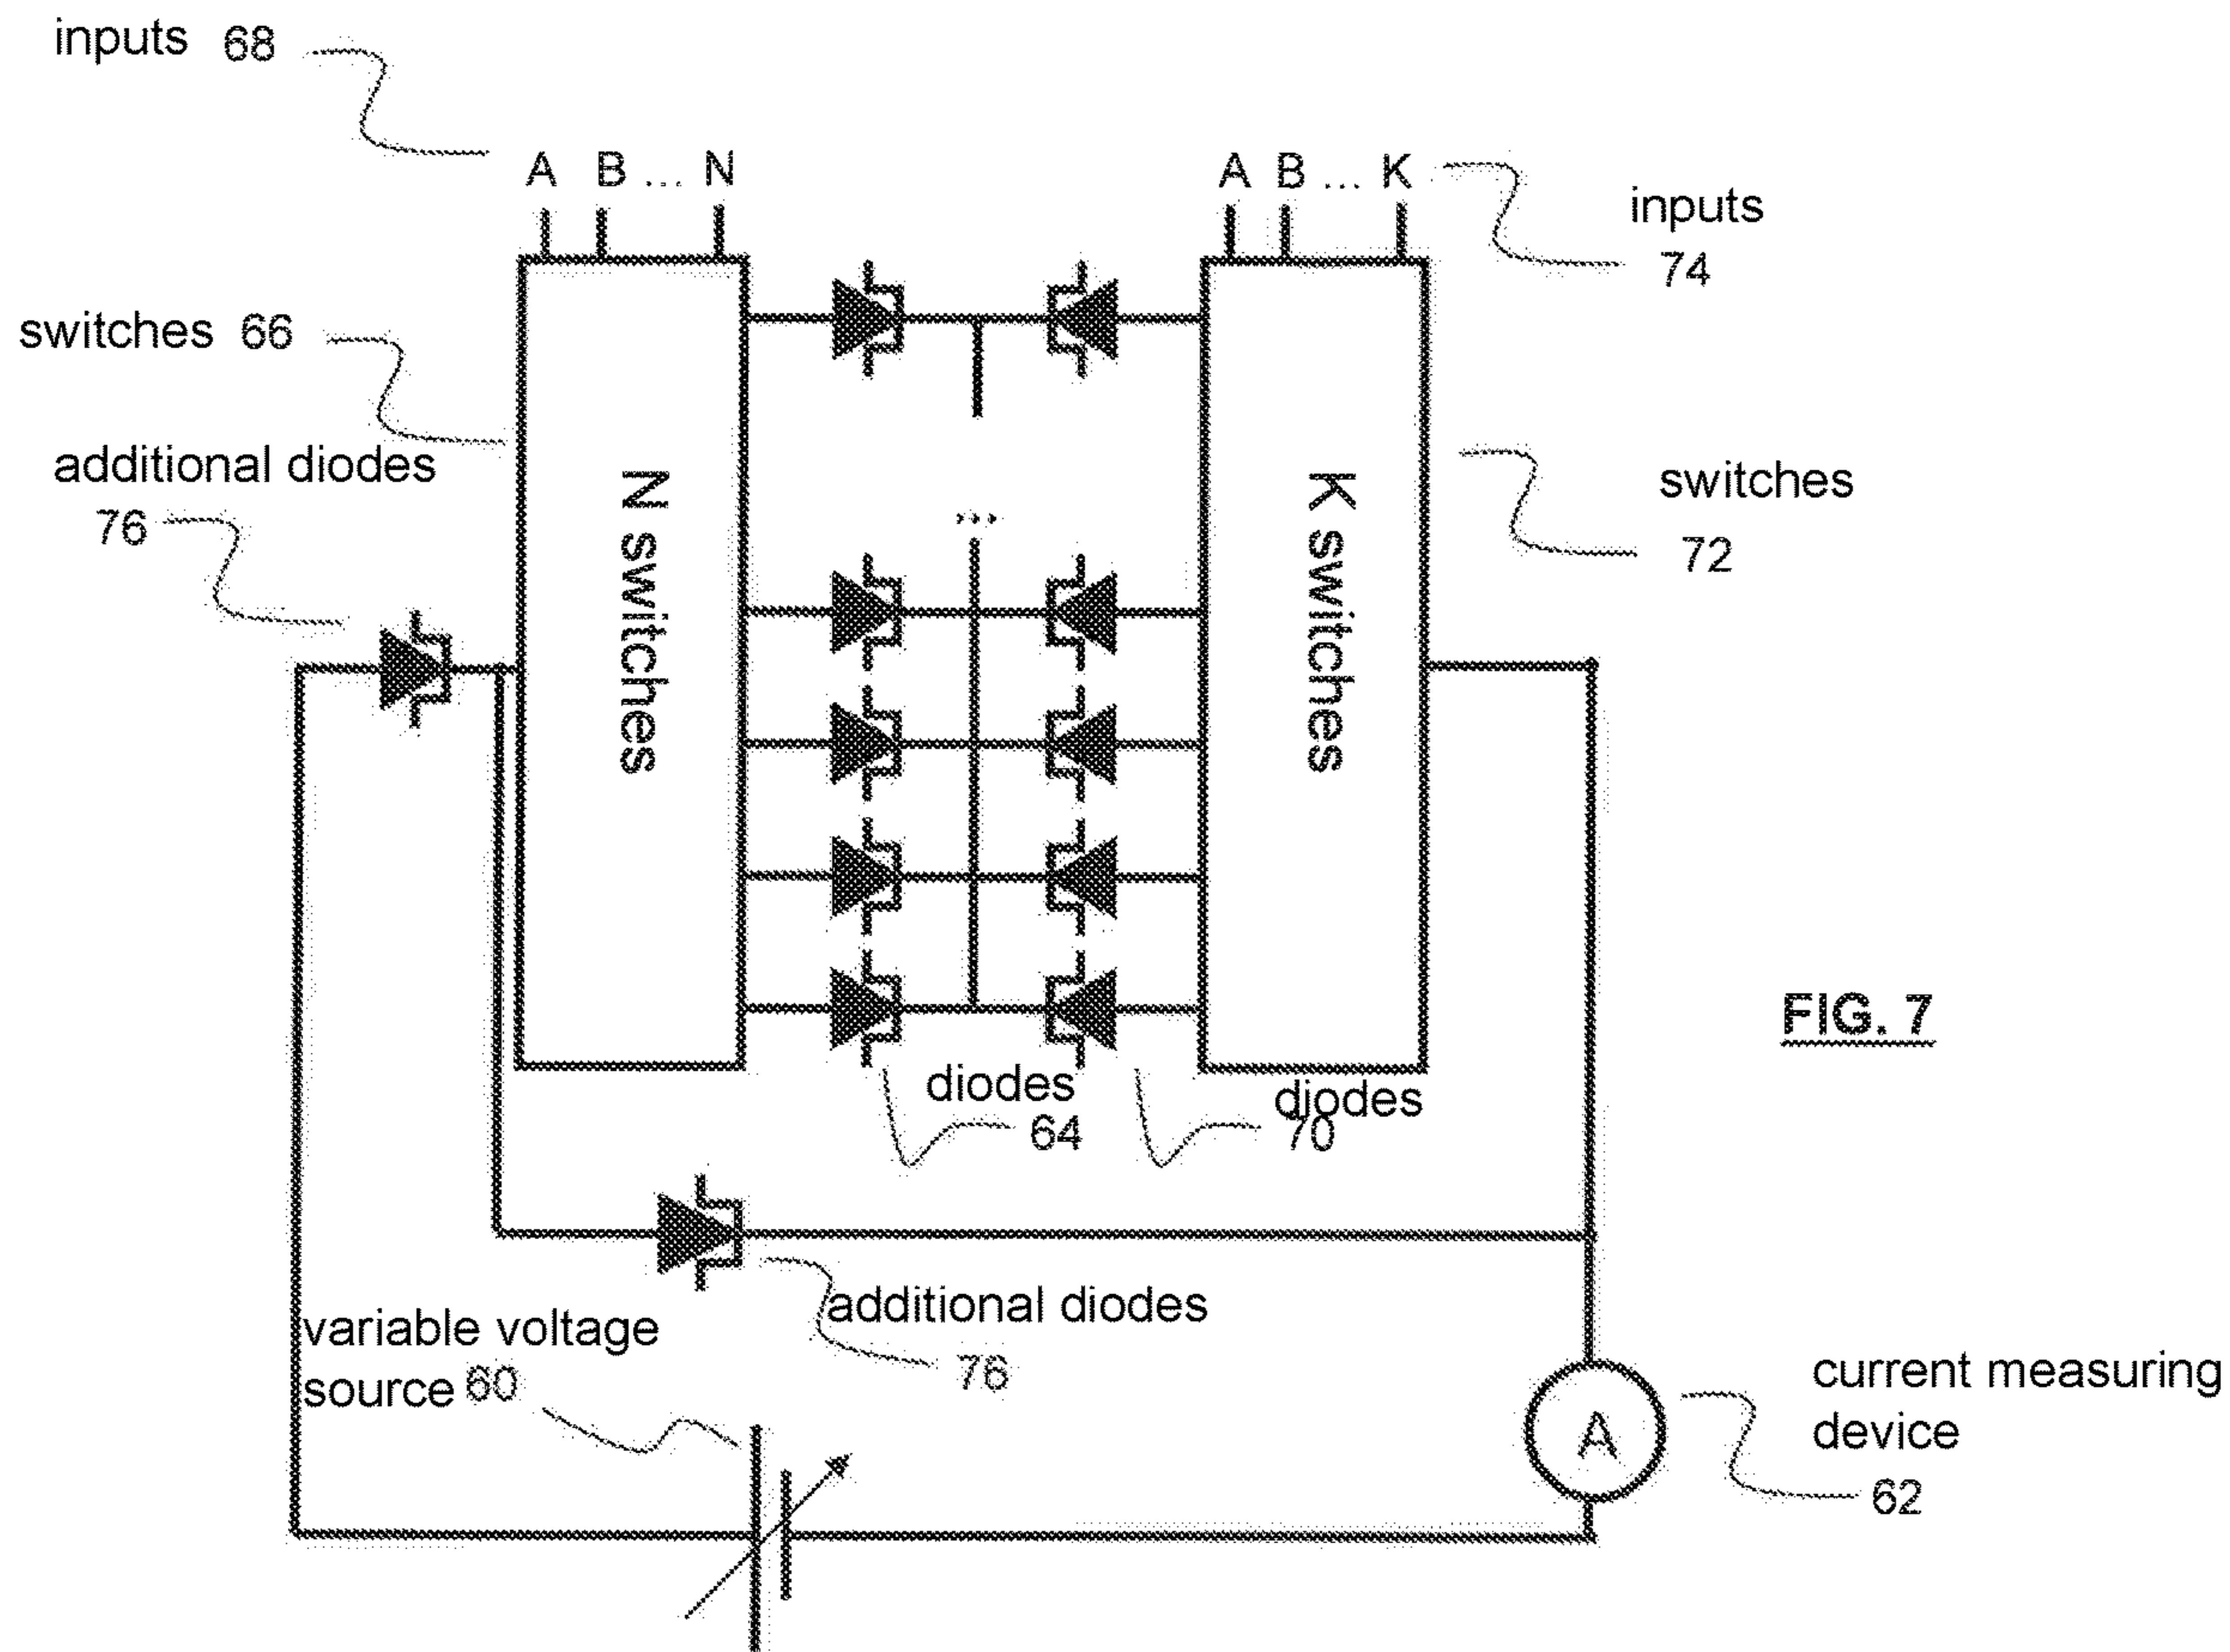 inputs 68
A B ... N
A B ... K
inputs
74
switches 66
additional diodes
76
N switches
K switches
switches
72
FIG. 7
diodes
64
diodes
70
additional diodes
76
variable voltage
source 60
A
current measuring
device
62